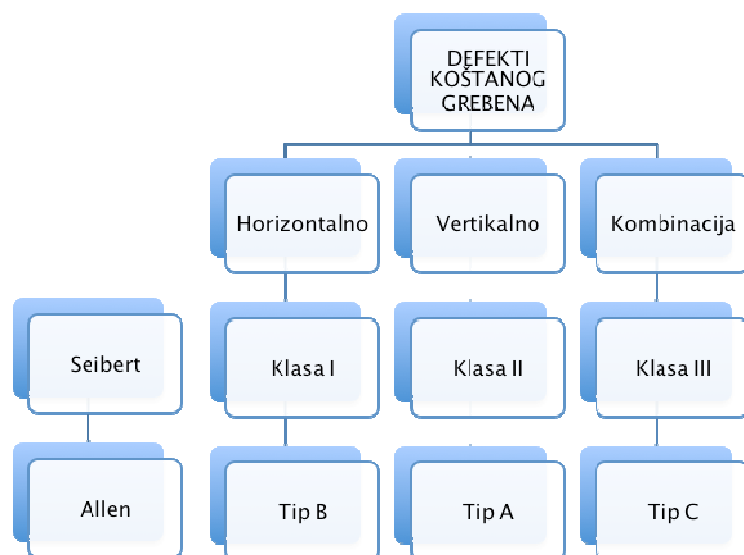 DEFEKTI
KOŠTANOG
GREBENA
Horizontalno
Vertikalno
Kombinacija
Seibert
Klasa I
Klasa II
Klasa III
Allen
Tip B
Tip A
Tip C